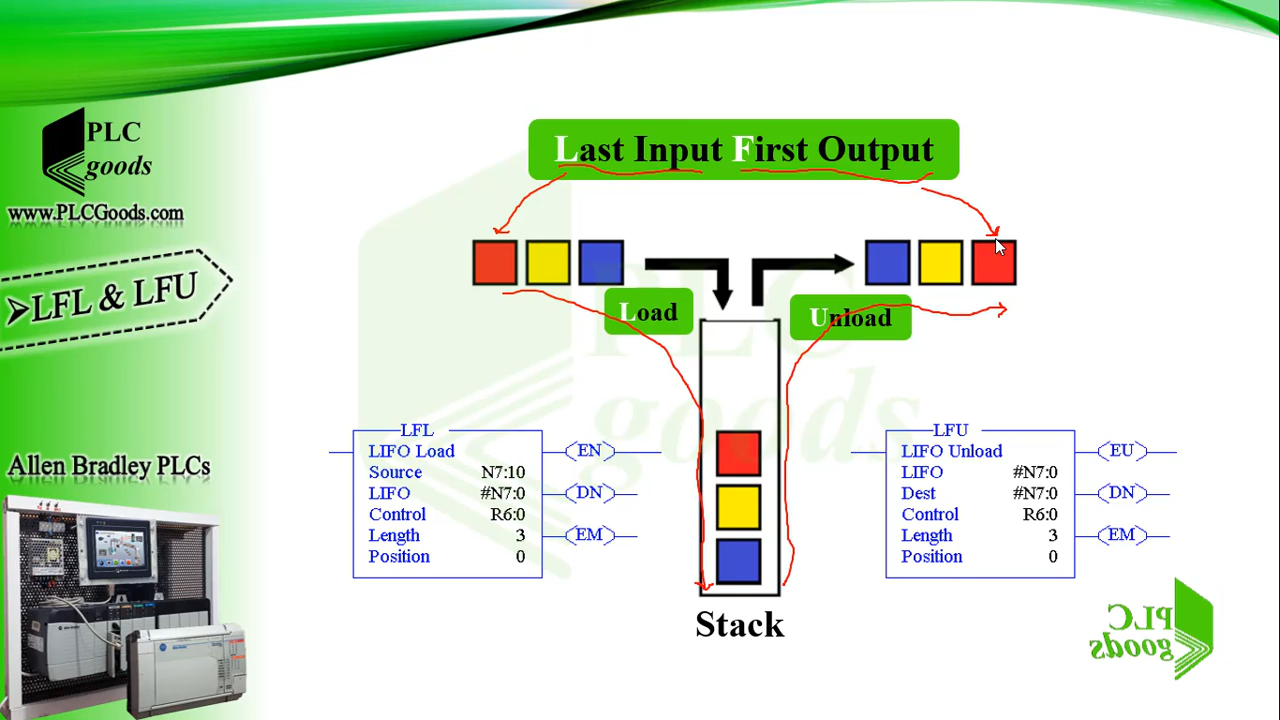 PLC
goods
www.PLCGoods.com
➤LFL & LFU
Allen Bradley PLCs
Last Input First Output
Load
Unload
PLC
goods
LFL
LIFO Load
Source N7:10
LIFO #N7:0
Control R6:0
Length 3
Position 0
EN
DN
EM
LFU
LIFO Unload
LIFO #N7:0
Dest #N7:0
Control R6:0
Length 3
Position 0
EU
DN
EM
Stack
PLC
goods